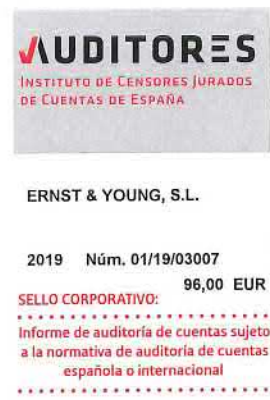 AUDITORES
INSTITUTO DE CENSORES JURADOS
DE CUENTAS DE ESPAÑA
ERNST & YOUNG, S.L.
2019 Núm. 01/19/03007
96,00 EUR
SELLO CORPORATIVO:
Informe de auditoría de cuentas sujeto
a la normativa de auditoría de cuentas
española o internacional